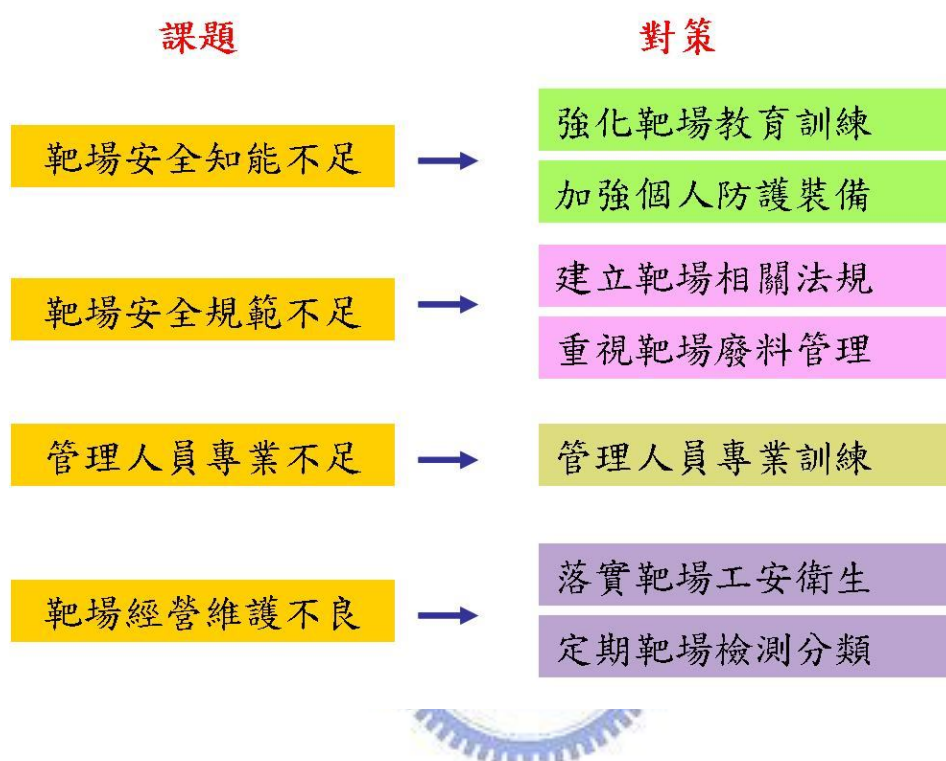 課題
對策
靶場安全知能不足
強化靶場教育訓練
加強個人防護裝備
靶場安全規範不足
建立靶場相關法規
重視靶場廢料管理
管理人員專業不足
管理人員專業訓練
靶場經營維護不良
落實靶場工安衛生
定期靶場檢測分類